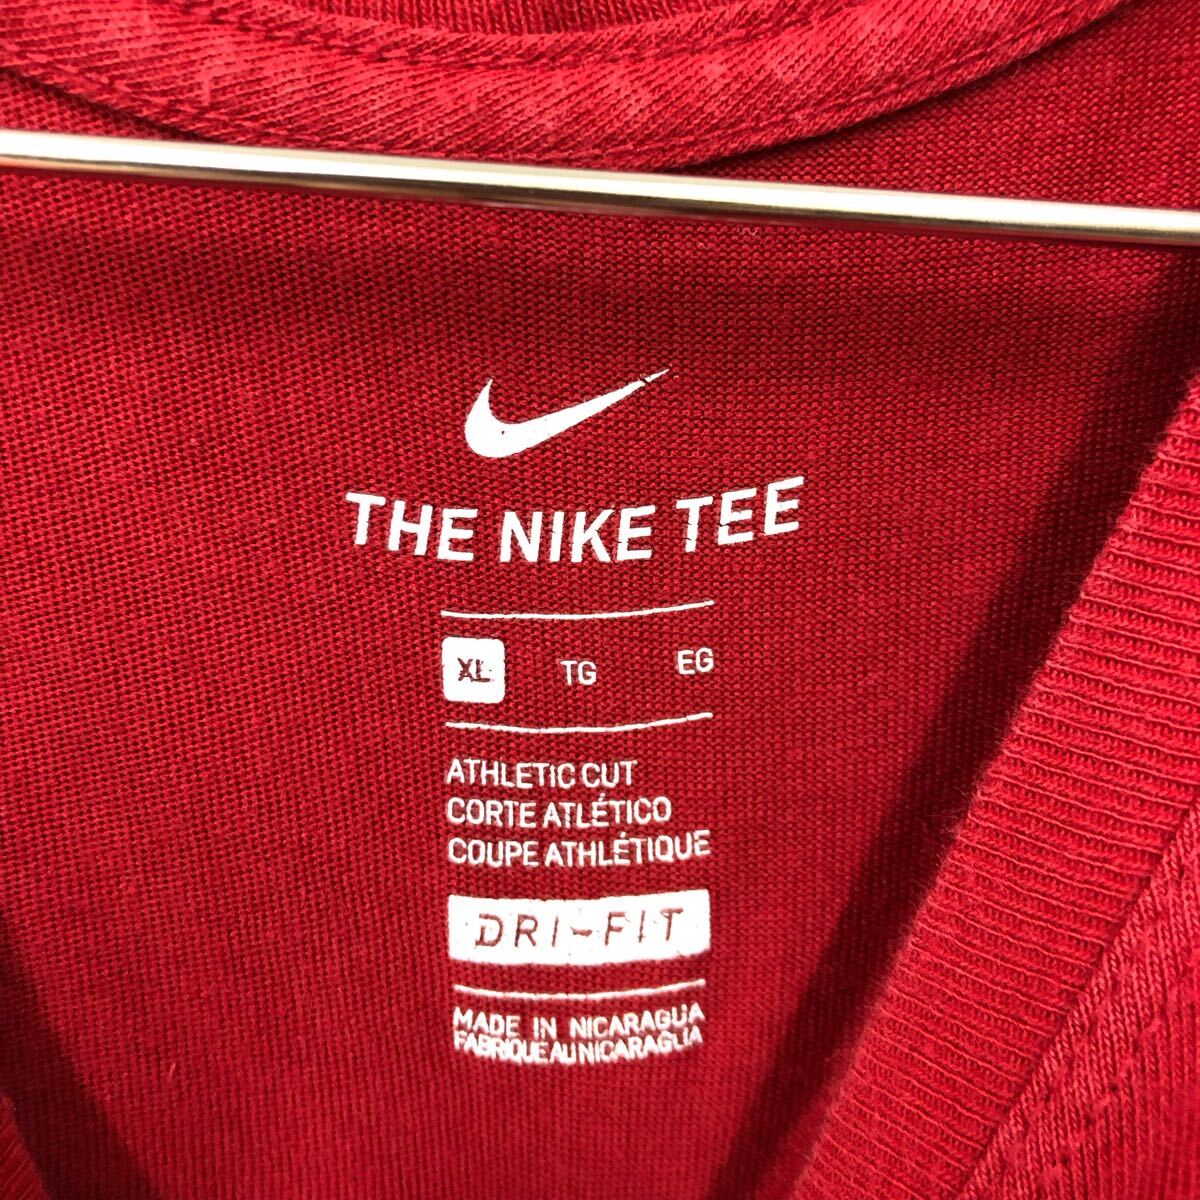 THE NIKE TEE
XL TG EG
ATHLETIC CUT
CORTE ATLÉTICO
COUPE ATHLÉTIQUE
DRI-FIT
MADE IN NICARAGUA
FABRIQUE AU NICARAGUA